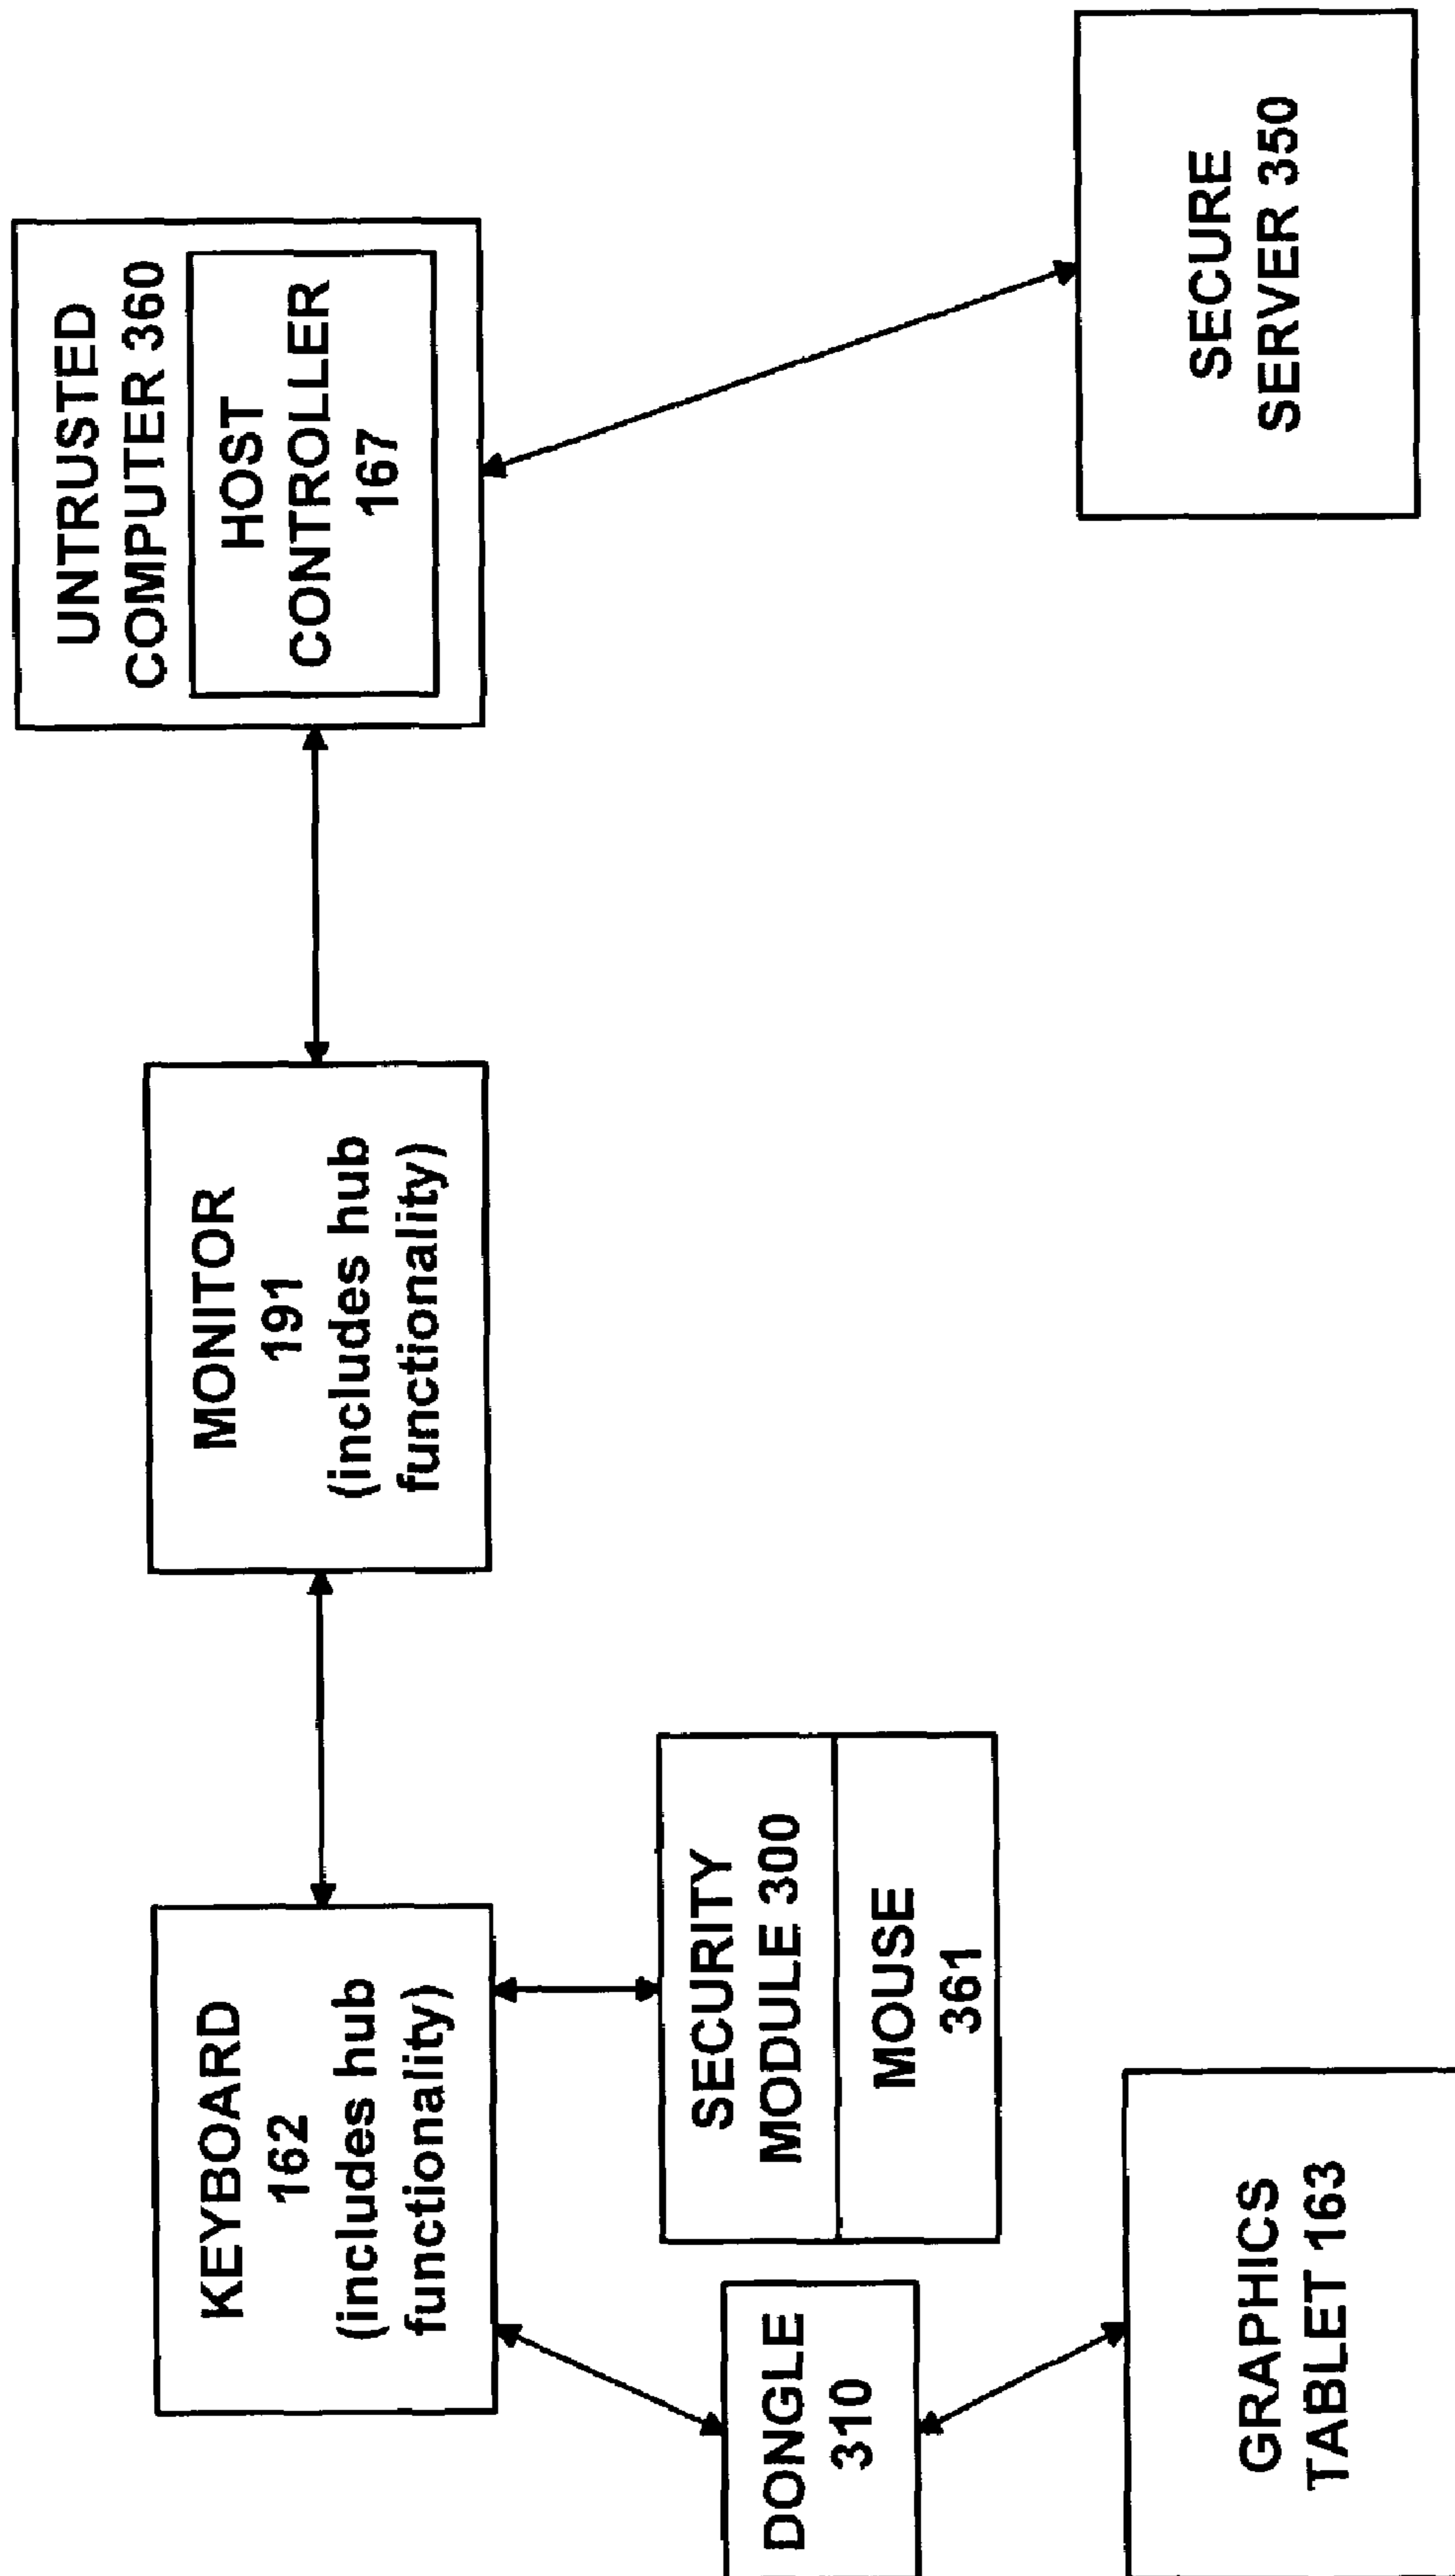 KEYBOARD
162
(includes hub
functionality)
MONITOR
191
(includes hub
functionality)
UNTRUSTED
COMPUTER 360
HOST
CONTROLLER
167
DONGLE
310
SECURITY
MODULE 300
MOUSE
361
GRAPHICS
TABLET 163
SECURE
SERVER 350